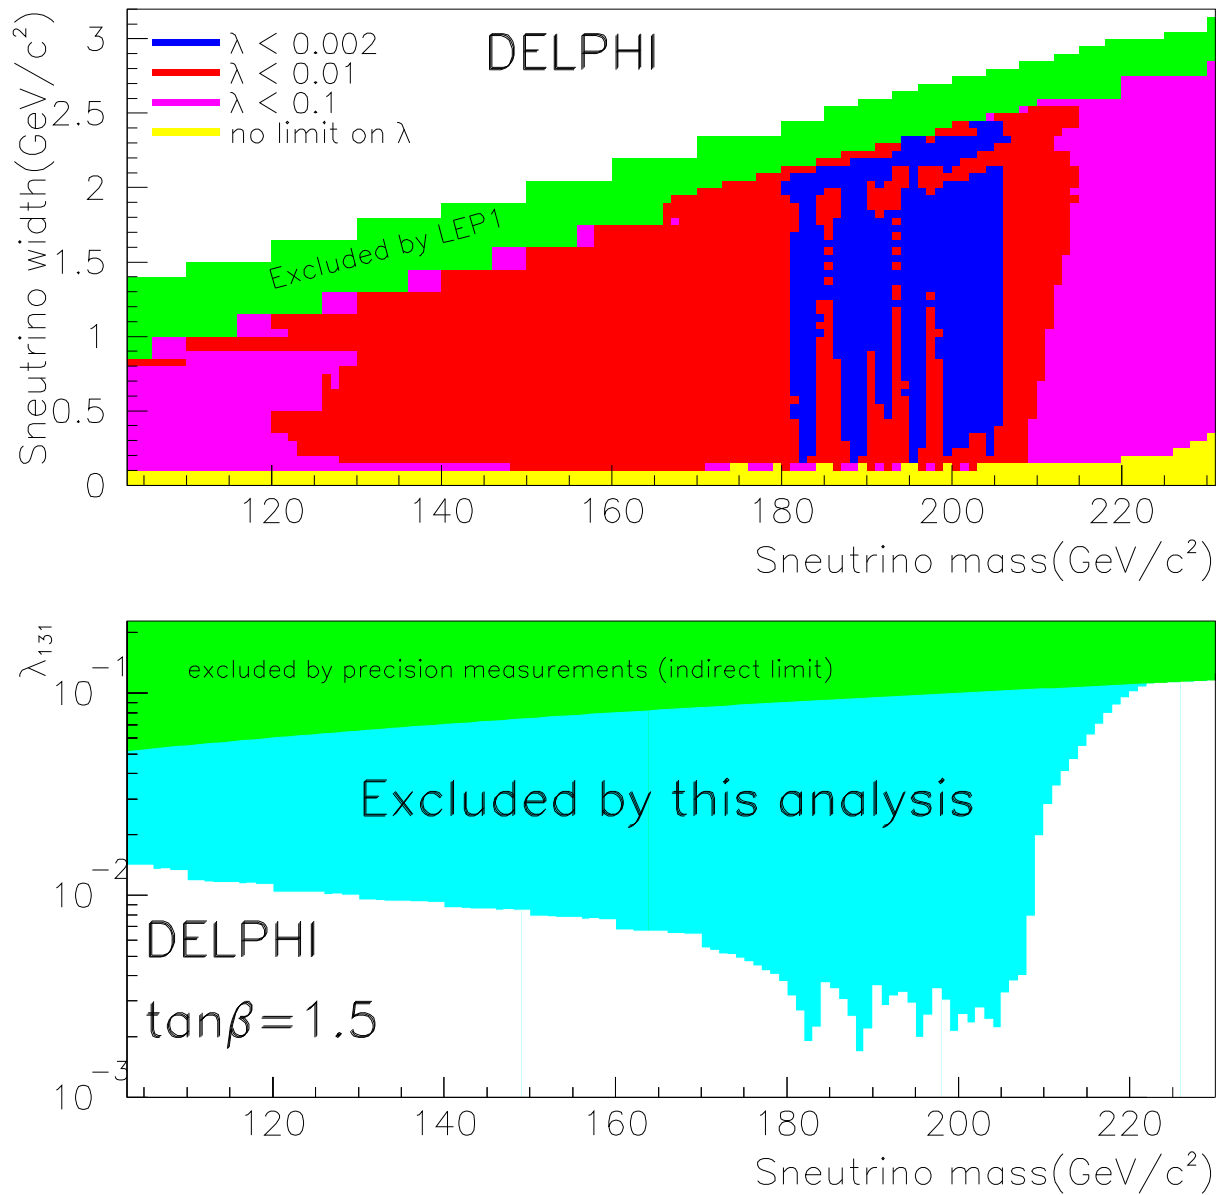 Sneutrino width(GeV/c²)
3
2.5
2
1.5
1
0.5
0
λ < 0.002
λ < 0.01
λ < 0.1
no limit on λ
DELPHI
Excluded by LEP1
120 140 160 180 200 220
Sneutrino mass(GeV/c²)
λ₁₃₁
10⁻¹
10⁻²
10⁻³
excluded by precision measurements (indirect limit)
Excluded by this analysis
DELPHI
tanβ=1.5
120 140 160 180 200 220
Sneutrino mass(GeV/c²)